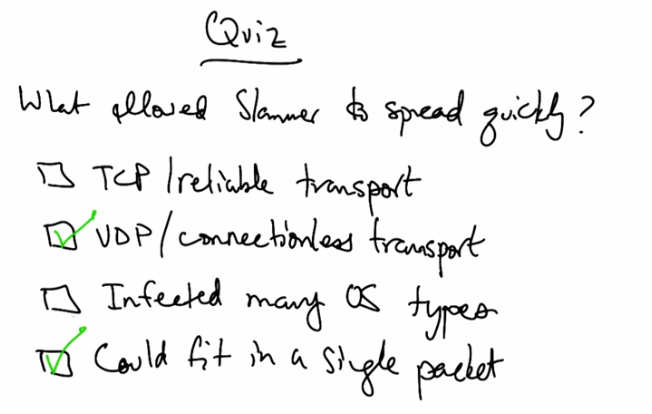 Quiz
What allowed Slammer to spread quickly?
TCP/reliable transport
UDP/connectionless transport
Infected many OS types
Could fit in a single packet